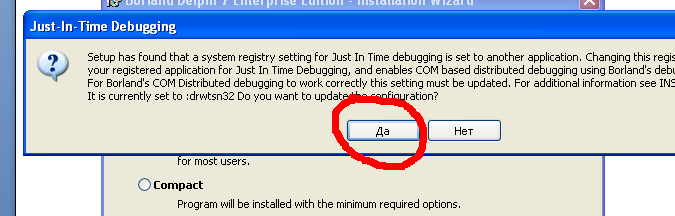 Borland Delphi 7 Enterprise Edition - Installation Wizard
Just-In-Time Debugging
Setup has found that a system registry setting for Just In Time debugging is set to another application. Changing this regis
your registered application for Just In Time Debugging, and enables COM based distributed debugging using Borland's debu
For Borland's COM Distributed debugging to work correctly this setting must be updated. For additional information see INS
It is currently set to :drwtsn32 Do you want to update the configuration?
Да Нет
for most users.
Compact
Program will be installed with the minimum required options.